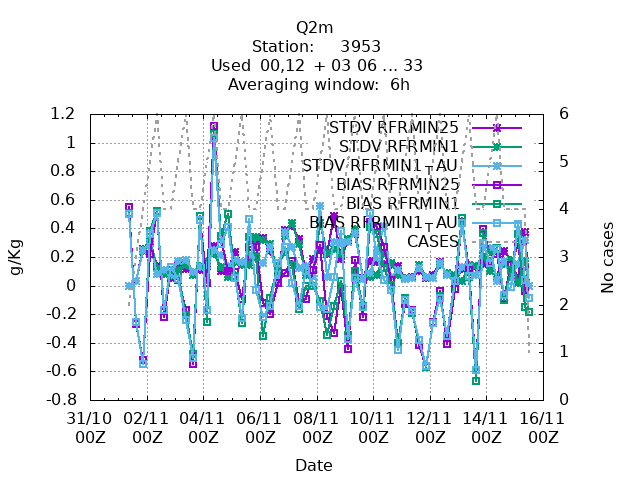 Q2m
Station: 3953
Used 00,12 + 03 06 ... 33
Averaging window: 6h
1.2
1
0.8
0.6
0.4
0.2
0
-0.2
-0.4
-0.6
-0.8
g/Kg
6
5
4
3
2
1
0
No cases
STDV RFRMIN25
STDV RFRMIN1
STDV RFRMIN1┬AU
BIAS RFRMIN25
BIAS RFRMIN1
BIAS RFRMIN1┬AU
CASES
31/10 02/11 04/11 06/11 08/11 10/11 12/11 14/11 16/11
00Z 00Z 00Z 00Z 00Z 00Z 00Z 00Z 00Z
Date